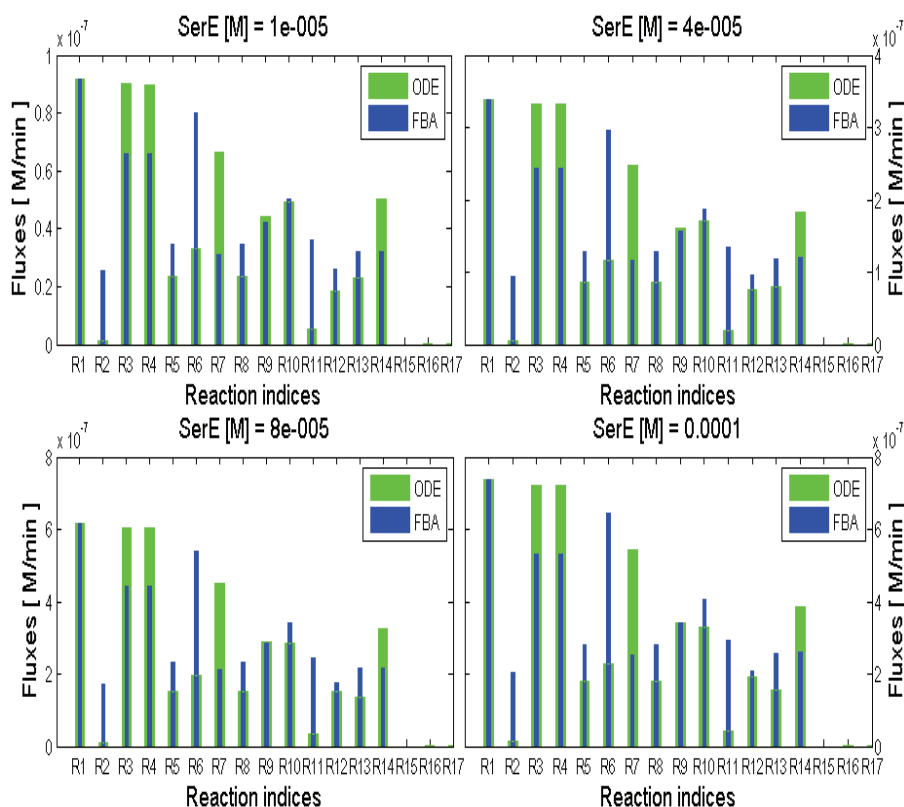 SerE [M] = 1e-005
x 10^-7
Fluxes [ M/min ]
1
0.8
0.6
0.4
0.2
0
ODE
FBA
R1 R2 R3 R4 R5 R6 R7 R8 R9 R10 R11 R12 R13 R14 R15 R16 R17
Reaction indices
SerE [M] = 4e-005
x 10^-7
Fluxes [ M/min ]
4
3
2
1
0
ODE
FBA
R1 R2 R3 R4 R5 R6 R7 R8 R9 R10 R11 R12 R13 R14 R15 R16 R17
Reaction indices
SerE [M] = 8e-005
x 10^-7
Fluxes [ M/min ]
8
6
4
2
0
ODE
FBA
R1 R2 R3 R4 R5 R6 R7 R8 R9 R10 R11 R12 R13 R14 R15 R16 R17
Reaction indices
SerE [M] = 0.0001
x 10^-7
Fluxes [ M/min ]
8
6
4
2
0
ODE
FBA
R1 R2 R3 R4 R5 R6 R7 R8 R9 R10 R11 R12 R13 R14 R15 R16 R17
Reaction indices